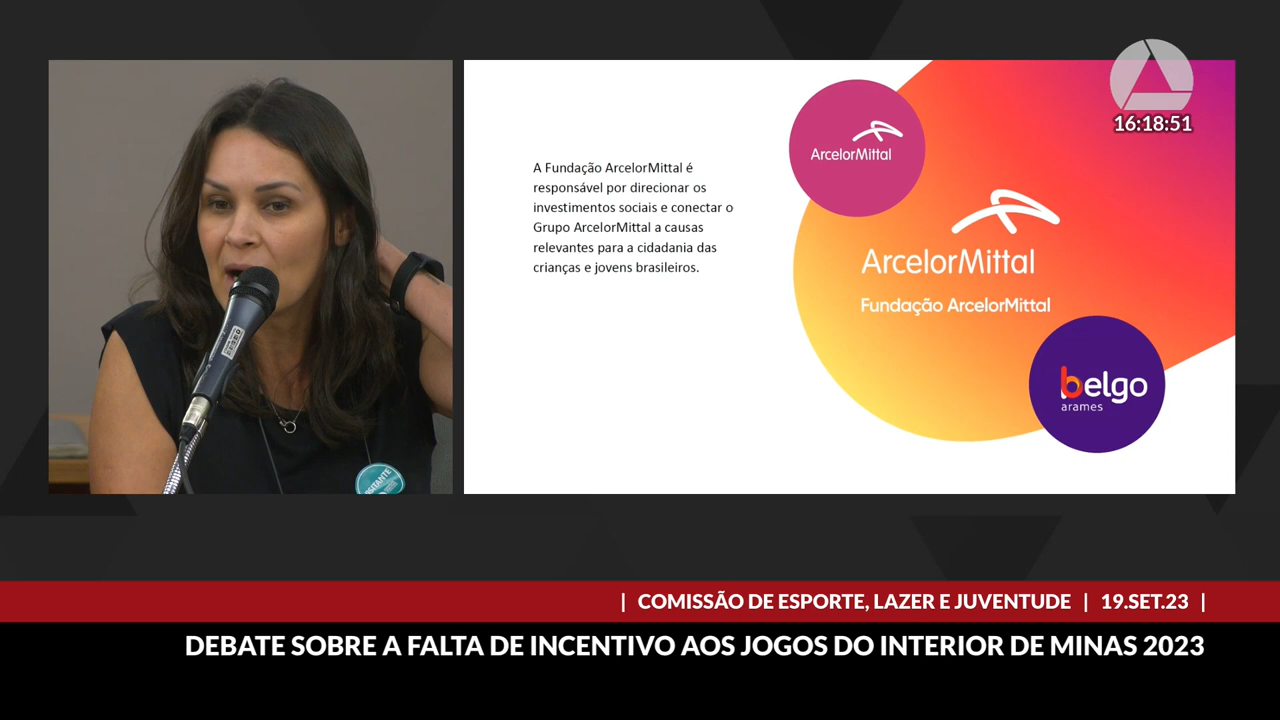 16:18:51
A Fundação ArcelorMittal é
responsável por direcionar os
investimentos sociais e conectar o
Grupo ArcelorMittal a causas
relevantes para a cidadania das
crianças e jovens brasileiros.
ArcelorMittal
ArcelorMittal
Fundação ArcelorMittal
belgo
arames
| COMISSÃO DE ESPORTE, LAZER E JUVENTUDE | 19.SET.23 |
DEBATE SOBRE A FALTA DE INCENTIVO AOS JOGOS DO INTERIOR DE MINAS 2023